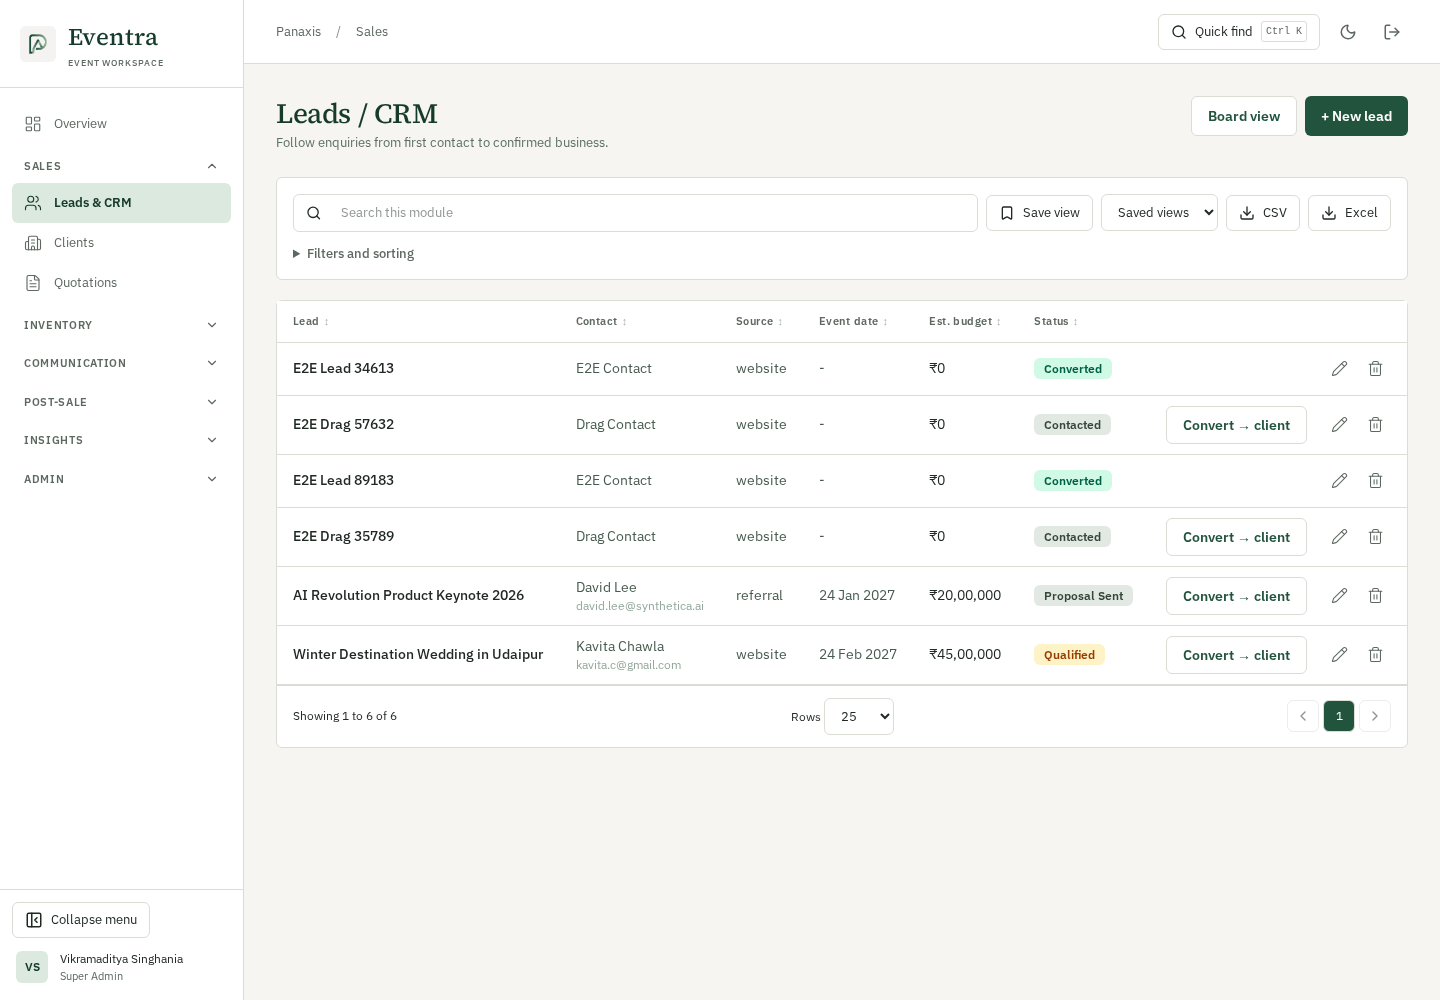 Eventra
EVENT WORKSPACE
Overview
SALES
Leads & CRM
Clients
Quotations
INVENTORY
COMMUNICATION
POST-SALE
INSIGHTS
ADMIN
Collapse menu
VS
Vikramaditya Singhania
Super Admin
Panaxis / Sales
Quick find Ctrl K
Leads / CRM
Follow enquiries from first contact to confirmed business.
Board view
+ New lead
Search this module
Save view
Saved views
CSV
Excel
Filters and sorting
Lead ↕ Contact ↕ Source ↕ Event date ↕ Est. budget ↕ Status ↕
E2E Lead 34613 E2E Contact website - ₹0 Converted
E2E Drag 57632 Drag Contact website - ₹0 Contacted Convert → client
E2E Lead 89183 E2E Contact website - ₹0 Converted
E2E Drag 35789 Drag Contact website - ₹0 Contacted Convert → client
AI Revolution Product Keynote 2026 David Lee referral 24 Jan 2027 ₹20,00,000 Proposal Sent Convert → client
david.lee@synthetica.ai
Winter Destination Wedding in Udaipur Kavita Chawla website 24 Feb 2027 ₹45,00,000 Qualified Convert → client
kavita.c@gmail.com
Showing 1 to 6 of 6
Rows 25
1